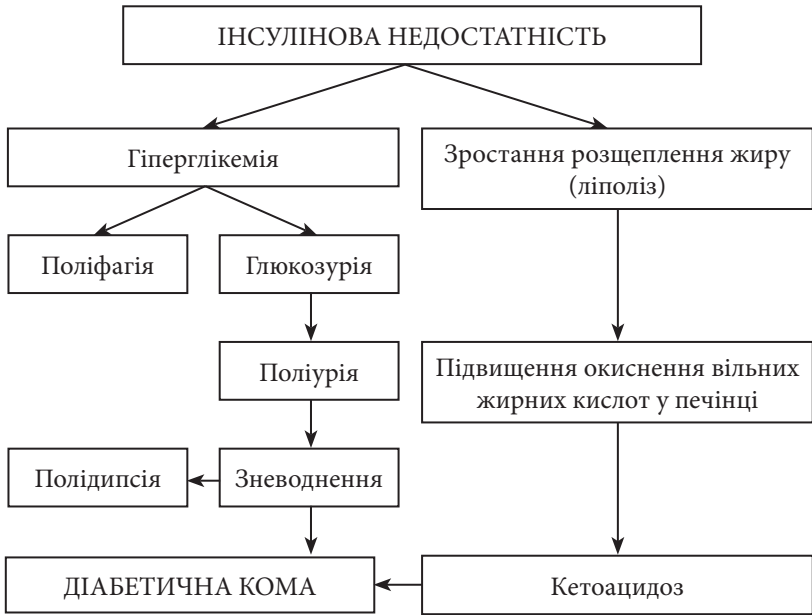 ІНСУЛІНОВА НЕДОСТАТНІСТЬ
Гіперглікемія
Зростання розщеплення жиру
(ліполіз)
Поліфагія
Глюкозурія
Поліурія
Підвищення окиснення вільних
жирних кислот у печінці
Полідипсія
Зневоднення
ДІАБЕТИЧНА КОМА
Кетоацидоз